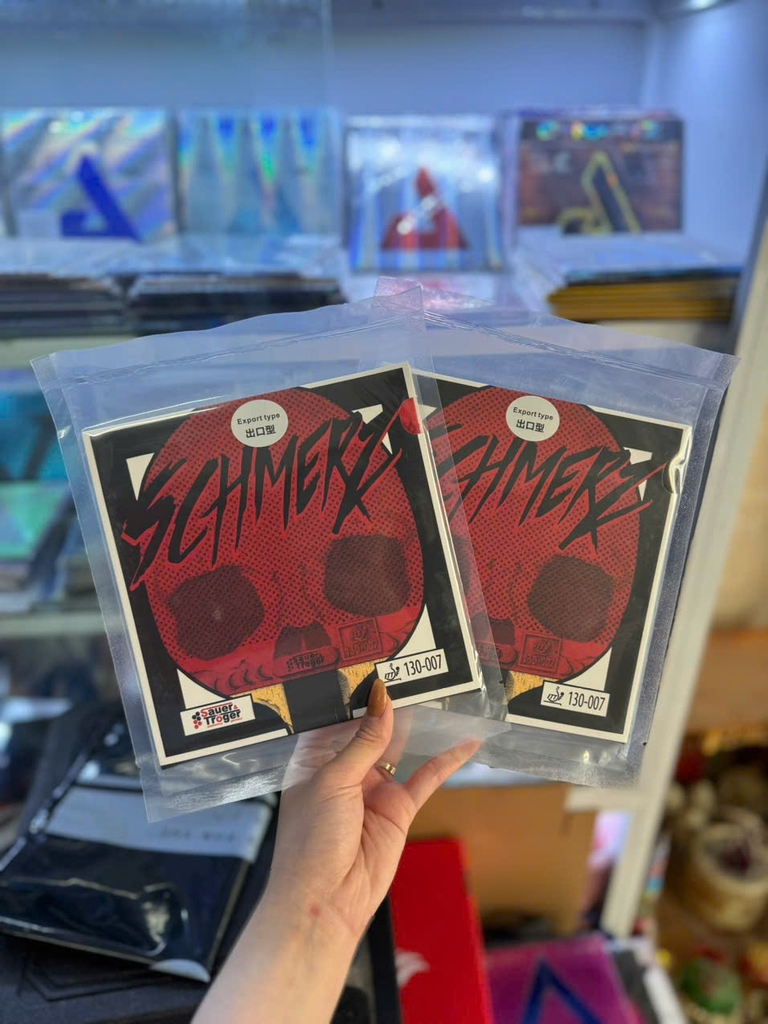 Export type
出口型
SCHMERZ
130-007
Sauer &
Tröger
Export type
出口型
SCHMERZ
130-007